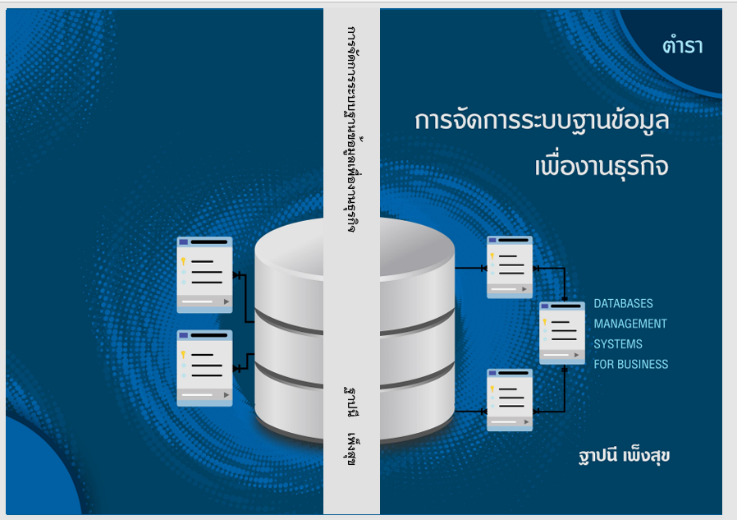 ตำรา
การจัดการระบบฐานข้อมูล
เพื่องานธุรกิจ
DATABASES
MANAGEMENT
SYSTEMS
FOR BUSINESS
ฐาปนี เพ็งสุข
การจัดการระบบฐานข้อมูลเพื่องานธุรกิจ
ฐาปนี เพ็งสุข